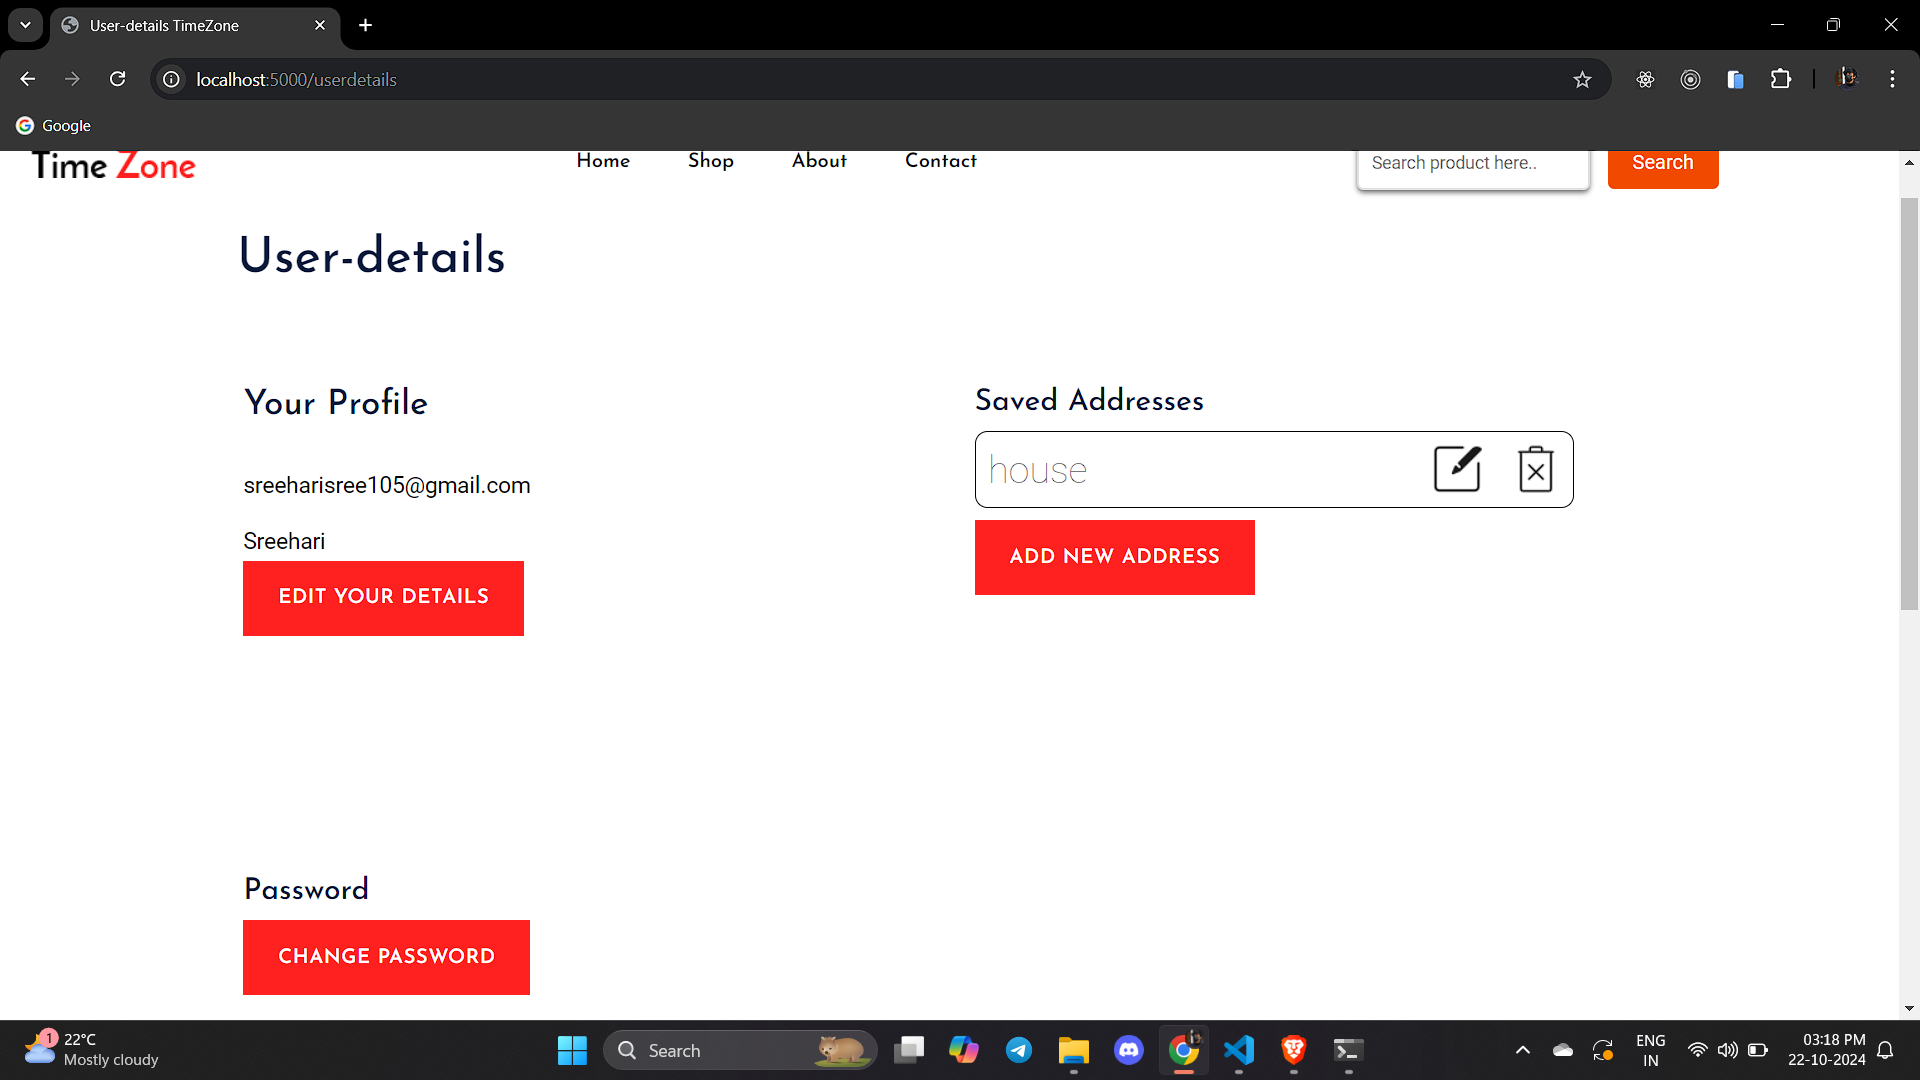 User-details TimeZone
localhost:5000/userdetails
Google
Time Zone
Home
Shop
About
Contact
Search product here..
Search
User-details
Your Profile
sreeharisree105@gmail.com
Sreehari
EDIT YOUR DETAILS
Saved Addresses
house
ADD NEW ADDRESS
Password
CHANGE PASSWORD
1
22°C
Mostly cloudy
Search
ENG
IN
03:18 PM
22-10-2024